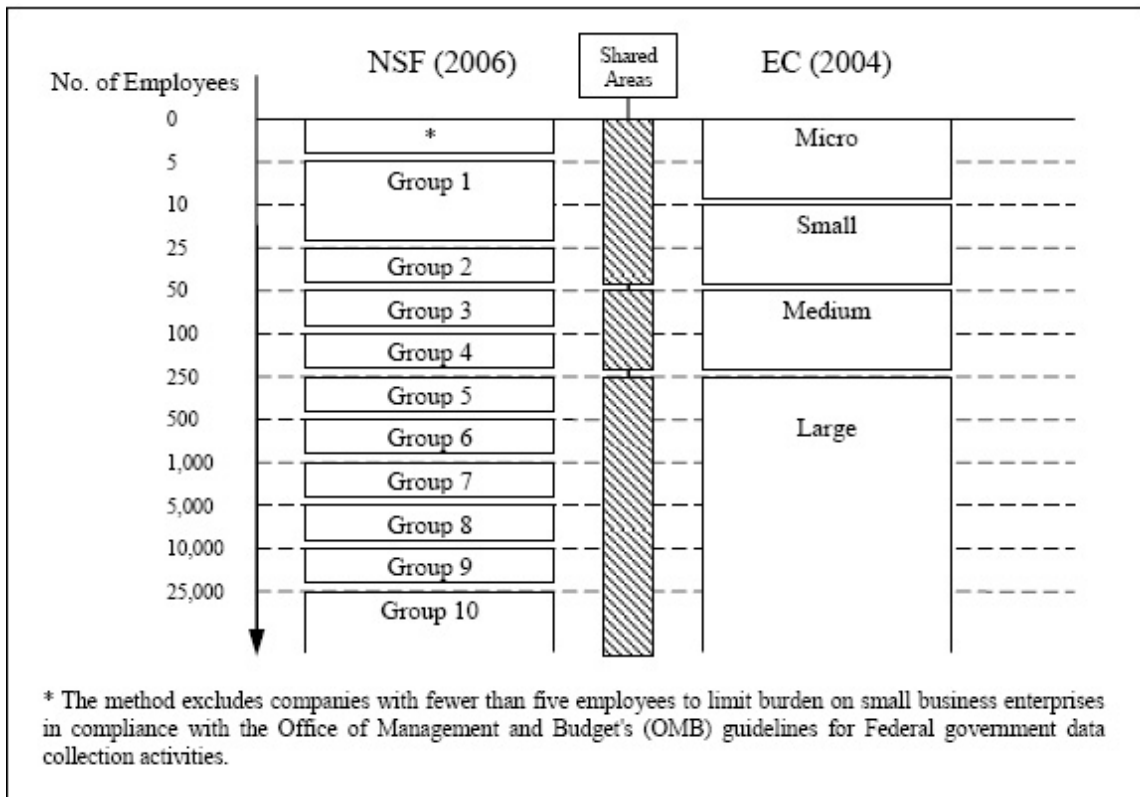 NSF (2006)
Shared
Areas
EC (2004)
No. of Employees
0
5
10
25
50
100
250
500
1,000
5,000
10,000
25,000
*
Group 1
Group 2
Group 3
Group 4
Group 5
Group 6
Group 7
Group 8
Group 9
Group 10
Micro
Small
Medium
Large
* The method excludes companies with fewer than five employees to limit burden on small business enterprises
in compliance with the Office of Management and Budget's (OMB) guidelines for Federal government data
collection activities.